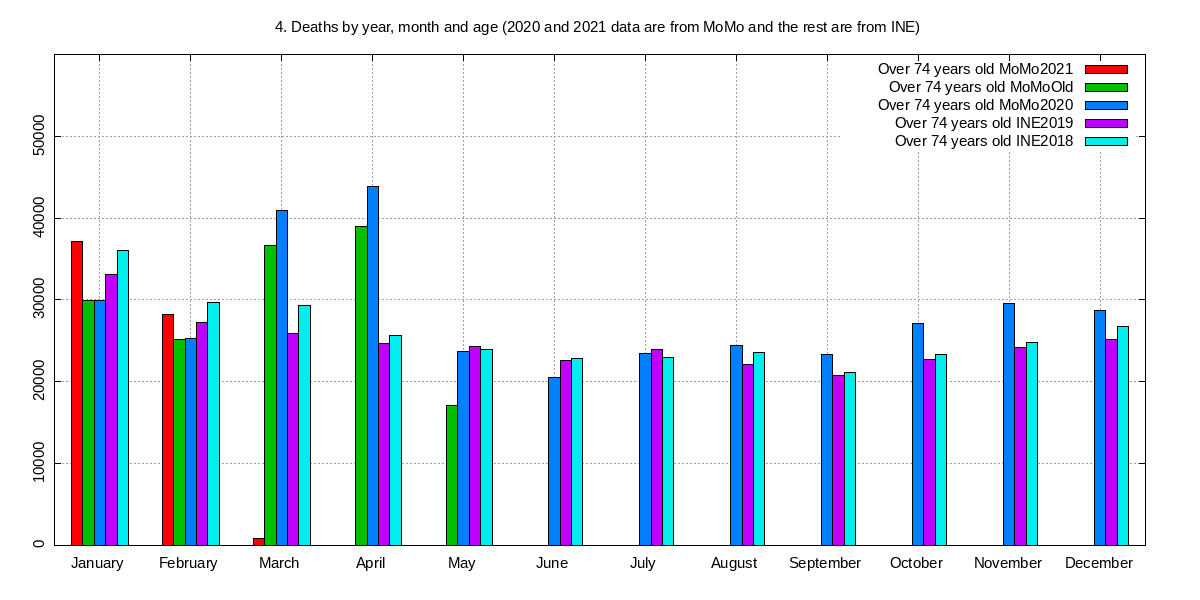 4. Deaths by year, month and age (2020 and 2021 data are from MoMo and the rest are from INE)
Over 74 years old MoMo2021
Over 74 years old MoMoOld
Over 74 years old MoMo2020
Over 74 years old INE2019
Over 74 years old INE2018
50000
40000
30000
20000
10000
0
January February March April May June July August September October November December